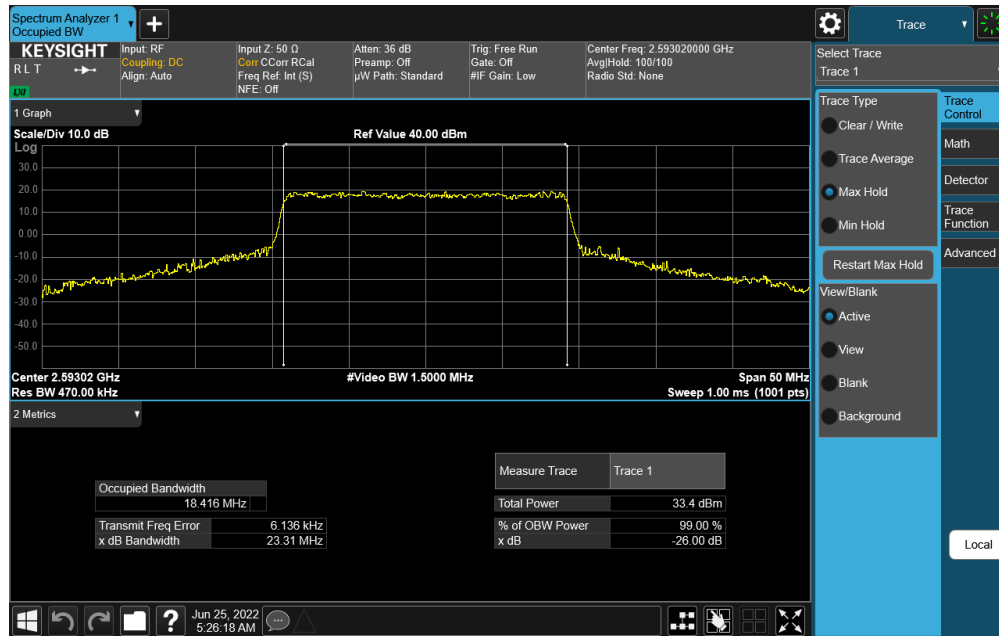 Spectrum Analyzer 1
Occupied BW
Trace
KEYSIGHT
R L T
LXI
Input: RF
Coupling: DC
Align: Auto
Input Z: 50 Ω
Corr CCorr RCal
Freq Ref: Int (S)
NFE: Off
Atten: 36 dB
Preamp: Off
µW Path: Standard
Trig: Free Run
Gate: Off
#IF Gain: Low
Center Freq: 2.593020000 GHz
Avg|Hold: 100/100
Radio Std: None
Select Trace
Trace 1
1 Graph
Scale/Div 10.0 dB
Ref Value 40.00 dBm
Log
30.0
20.0
10.0
0.00
-10.0
-20.0
-30.0
-40.0
-50.0
Center 2.59302 GHz
#Video BW 1.5000 MHz
Span 50 MHz
Res BW 470.00 kHz
Sweep 1.00 ms (1001 pts)
Trace Type
Clear / Write
Trace Average
Max Hold
Min Hold
Restart Max Hold
View/Blank
Active
View
Blank
Background
Trace
Control
Math
Detector
Trace
Function
Advanced
Local
2 Metrics
Occupied Bandwidth
18.416 MHz
Transmit Freq Error 6.136 kHz
x dB Bandwidth 23.31 MHz
Measure Trace Trace 1
Total Power 33.4 dBm
% of OBW Power 99.00 %
x dB -26.00 dB
?
Jun 25, 2022
5:26:18 AM